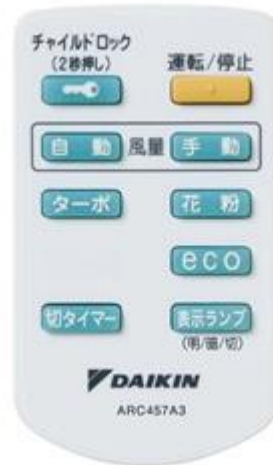 チャイルドロック
(2秒押し)
運転/停止
自 動 風量 手 動
ターボ 花 粉
eco
切タイマー 表示ランプ
(明/暗/切)
DAIKIN
ARC457A3